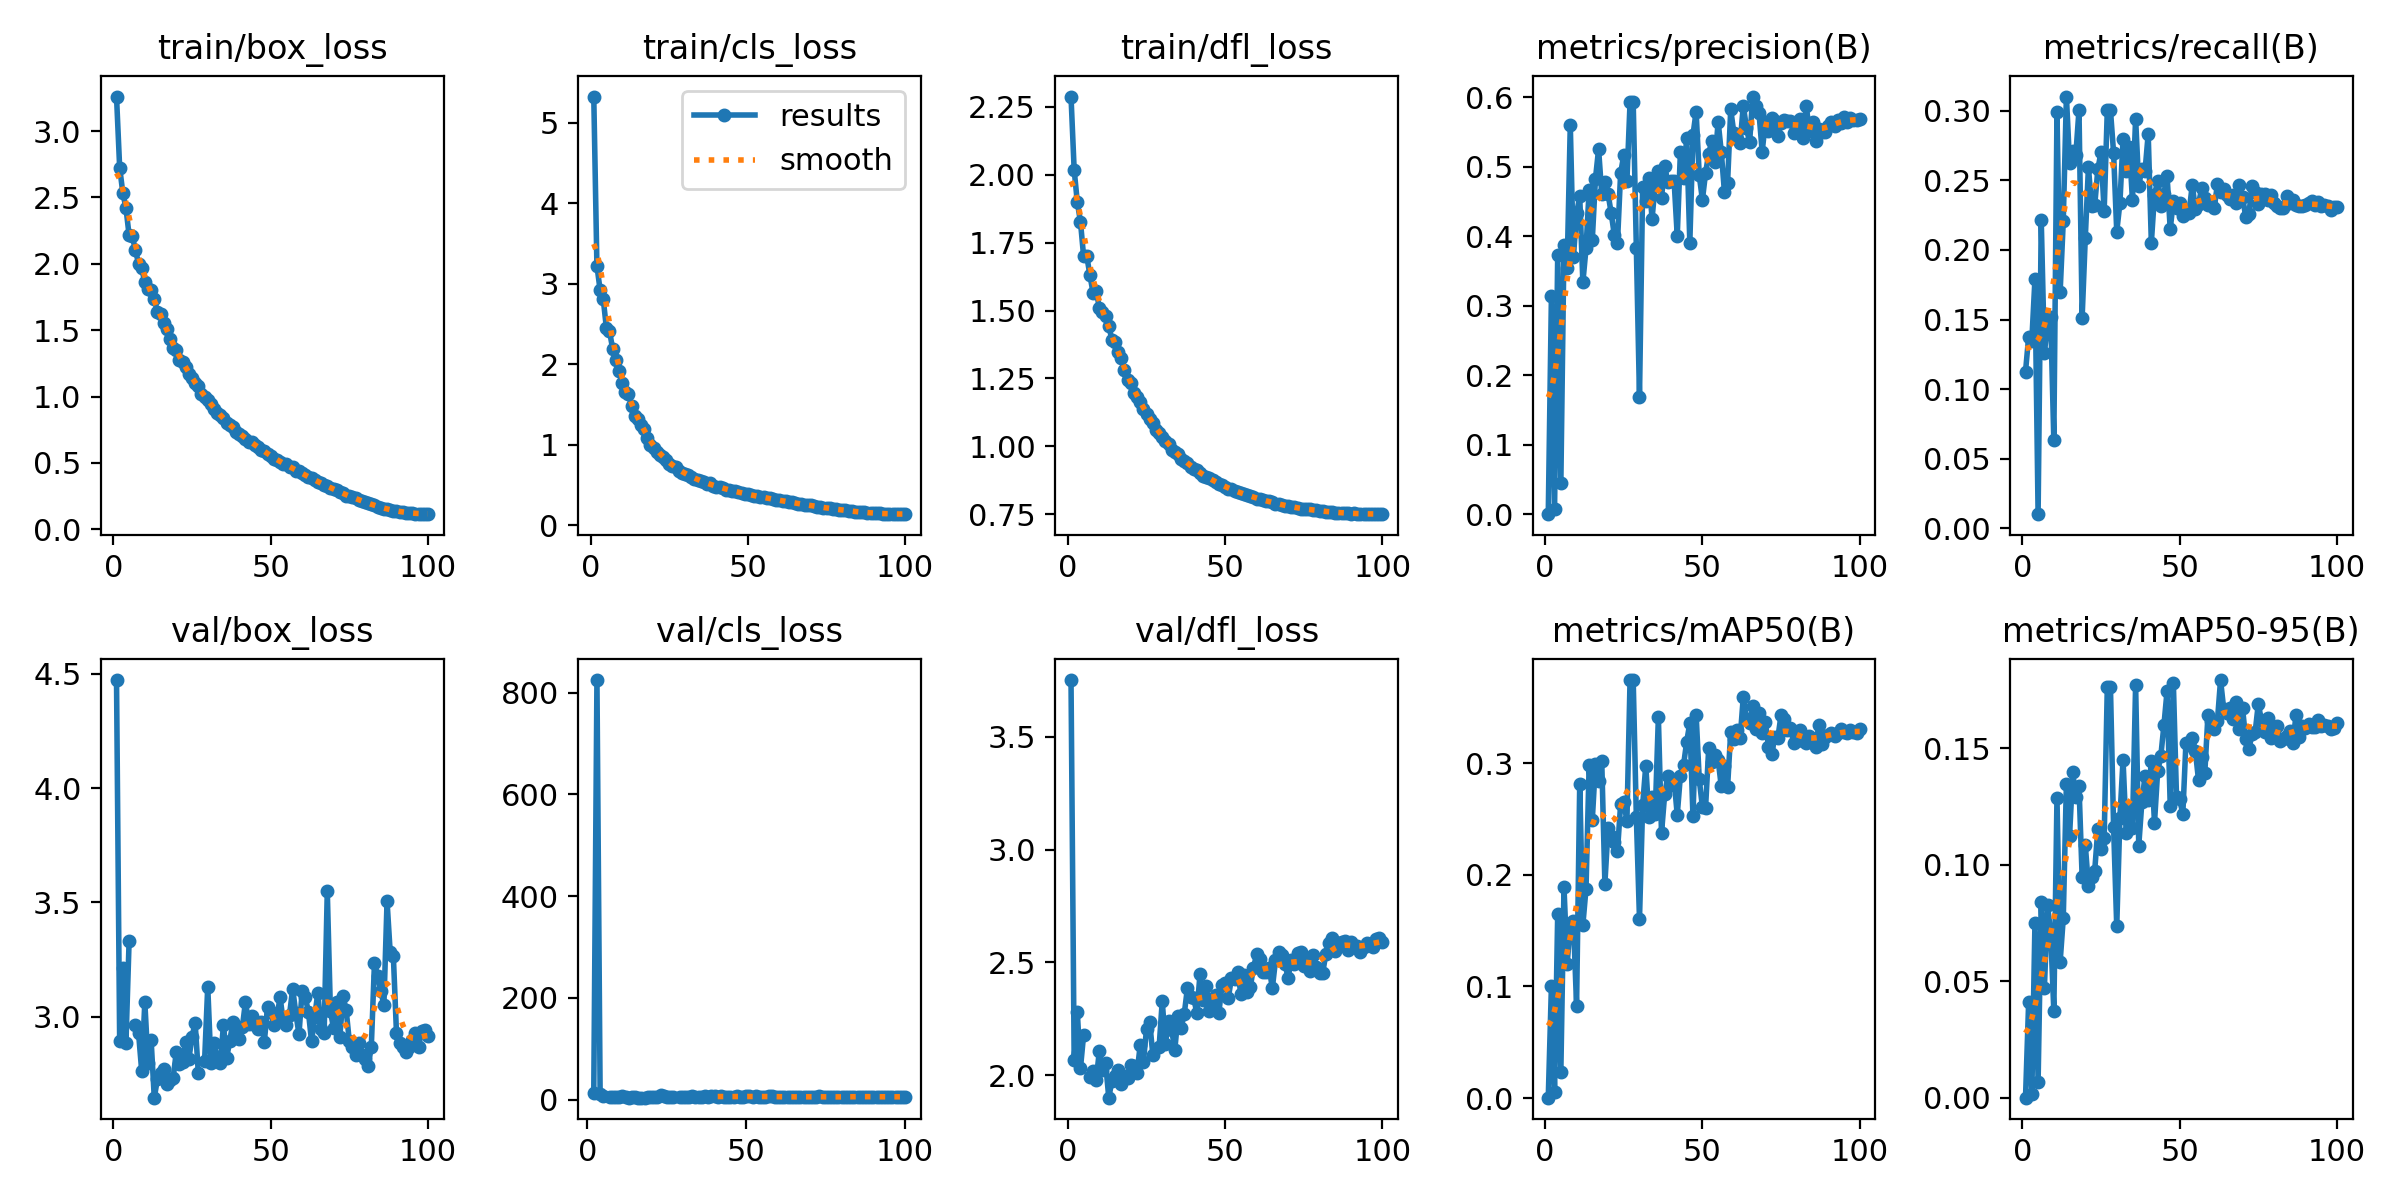 train/box_loss
3.0
2.5
2.0
1.5
1.0
0.5
0.0
0 50 100
train/cls_loss
results
smooth
5
4
3
2
1
0
0 50 100
train/dfl_loss
2.25
2.00
1.75
1.50
1.25
1.00
0.75
0 50 100
metrics/precision(B)
0.6
0.5
0.4
0.3
0.2
0.1
0.0
0 50 100
metrics/recall(B)
0.30
0.25
0.20
0.15
0.10
0.05
0.00
0 50 100
val/box_loss
4.5
4.0
3.5
3.0
0 50 100
val/cls_loss
800
600
400
200
0
0 50 100
val/dfl_loss
3.5
3.0
2.5
2.0
0 50 100
metrics/mAP50(B)
0.3
0.2
0.1
0.0
0 50 100
metrics/mAP50-95(B)
0.15
0.10
0.05
0.00
0 50 100